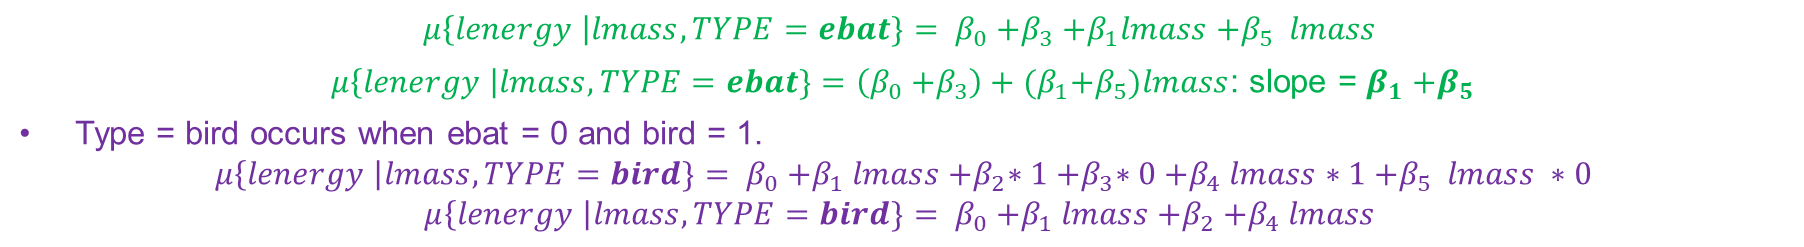 μ{lenergy |lmass, TYPE = ebat} = β₀ +β₃ +β₁lmass +β₅ lmass
μ{lenergy |lmass, TYPE = ebat} = (β₀ +β₃) + (β₁+β₅)lmass: slope = β₁ +β₅
• Type = bird occurs when ebat = 0 and bird = 1.
μ{lenergy |lmass, TYPE = bird} = β₀ +β₁ lmass +β₂∗ 1 +β₃∗ 0 +β₄ lmass ∗ 1 +β₅ lmass ∗ 0
μ{lenergy |lmass, TYPE = bird} = β₀ +β₁ lmass +β₂ +β₄ lmass